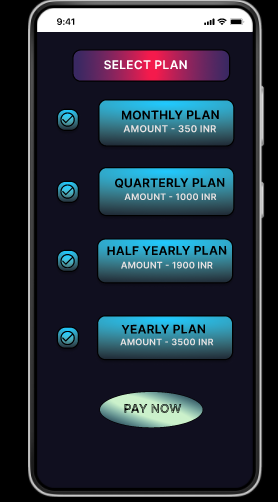 9:41
SELECT PLAN
MONTHLY PLAN
AMOUNT - 350 INR
QUARTERLY PLAN
AMOUNT - 1000 INR
HALF YEARLY PLAN
AMOUNT - 1900 INR
YEARLY PLAN
AMOUNT - 3500 INR
PAY NOW